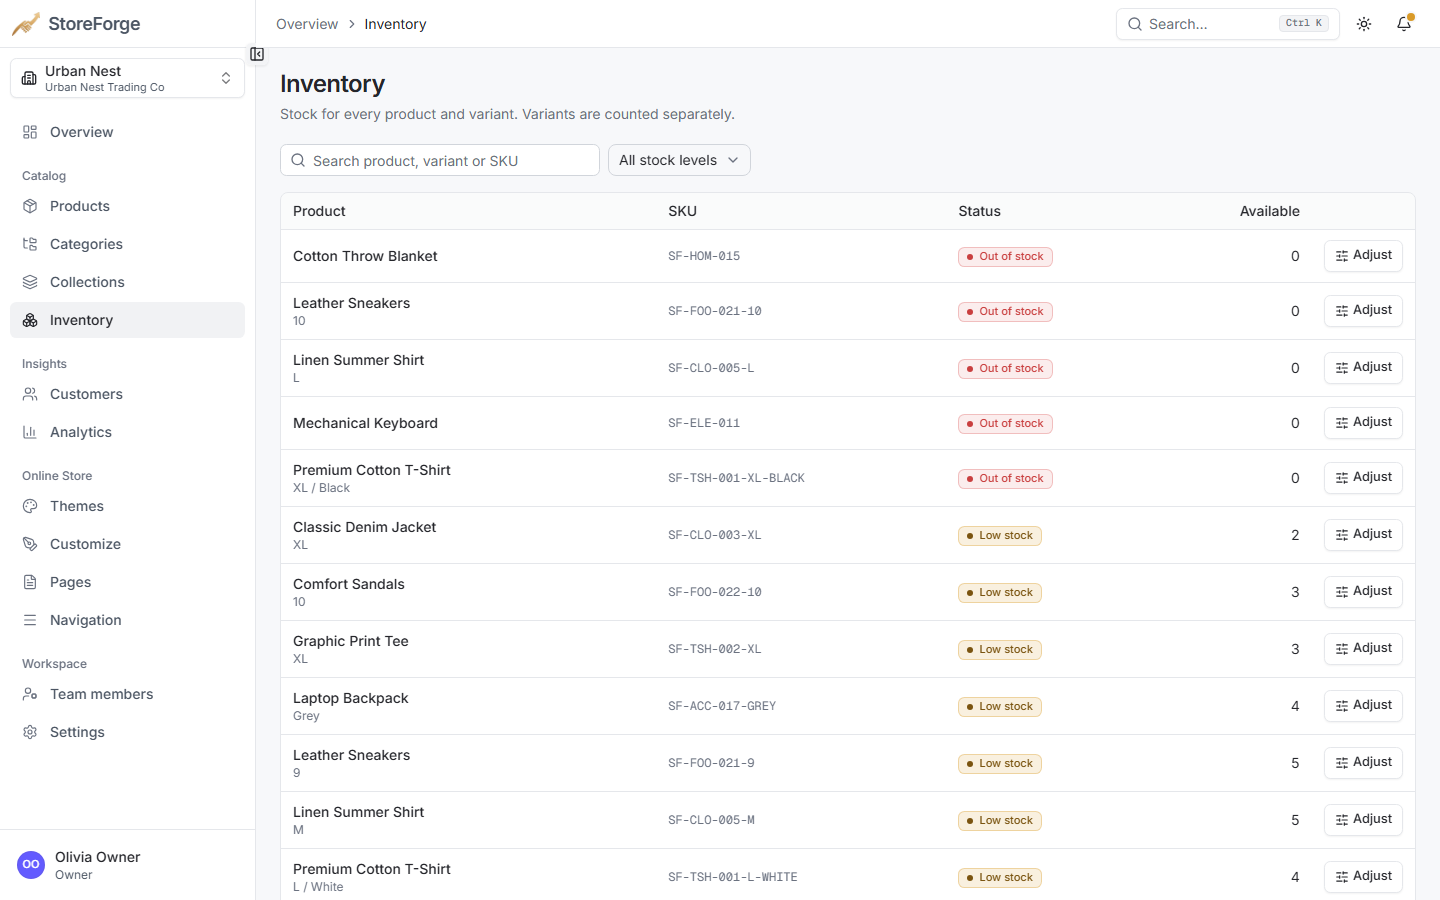 StoreForge
Overview > Inventory
Search...
Ctrl K
Urban Nest
Urban Nest Trading Co
Overview
Catalog
Products
Categories
Collections
Inventory
Insights
Customers
Analytics
Online Store
Themes
Customize
Pages
Navigation
Workspace
Team members
Settings
OO
Olivia Owner
Owner
Inventory
Stock for every product and variant. Variants are counted separately.
Search product, variant or SKU
All stock levels
Product SKU Status Available
Cotton Throw Blanket SF-HOM-015 Out of stock 0 Adjust
Leather Sneakers
10 SF-FOO-021-10 Out of stock 0 Adjust
Linen Summer Shirt
L SF-CLO-005-L Out of stock 0 Adjust
Mechanical Keyboard SF-ELE-011 Out of stock 0 Adjust
Premium Cotton T-Shirt
XL / Black SF-TSH-001-XL-BLACK Out of stock 0 Adjust
Classic Denim Jacket
XL SF-CLO-003-XL Low stock 2 Adjust
Comfort Sandals
10 SF-FOO-022-10 Low stock 3 Adjust
Graphic Print Tee
XL SF-TSH-002-XL Low stock 3 Adjust
Laptop Backpack
Grey SF-ACC-017-GREY Low stock 4 Adjust
Leather Sneakers
9 SF-FOO-021-9 Low stock 5 Adjust
Linen Summer Shirt
M SF-CLO-005-M Low stock 5 Adjust
Premium Cotton T-Shirt
L / White SF-TSH-001-L-WHITE Low stock 4 Adjust